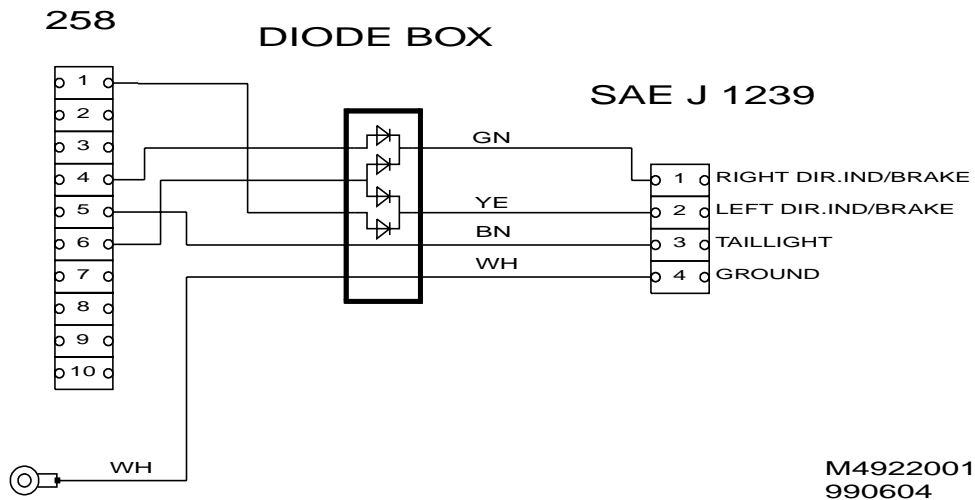 258
DIODE BOX
SAE J 1239
1
2
3
4
5
6
7
8
9
10
GN
YE
BN
WH
1 RIGHT DIR.IND/BRAKE
2 LEFT DIR.IND/BRAKE
3 TAILLIGHT
4 GROUND
WH
M4922001
990604